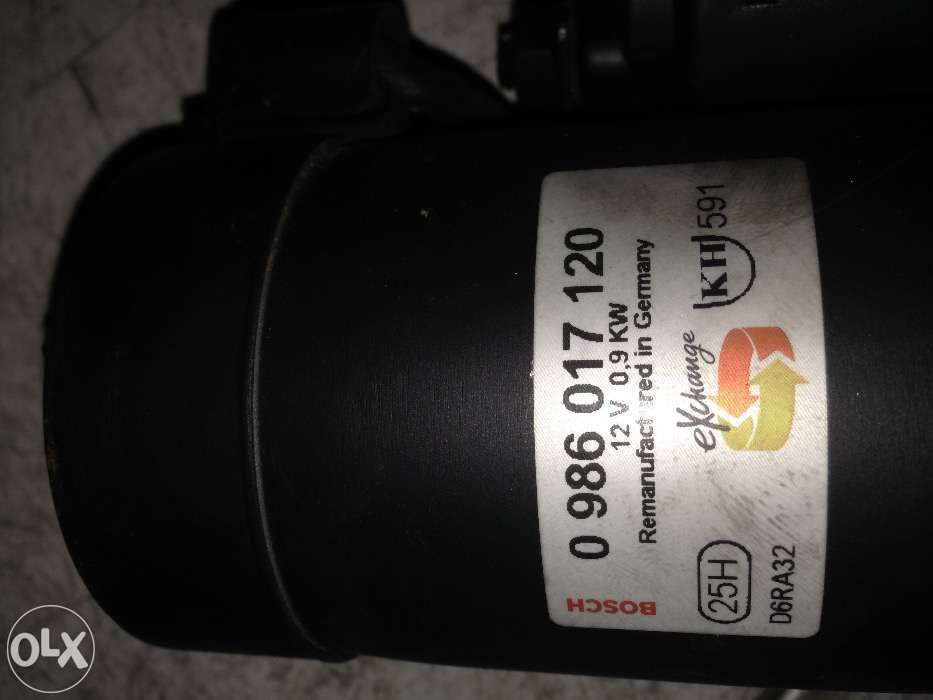 BOSCH
0 986 017 120
12 V 0,9 KW
Remanufactured in Germany
25H
eXchange
KH 591
D6RA32
OLX